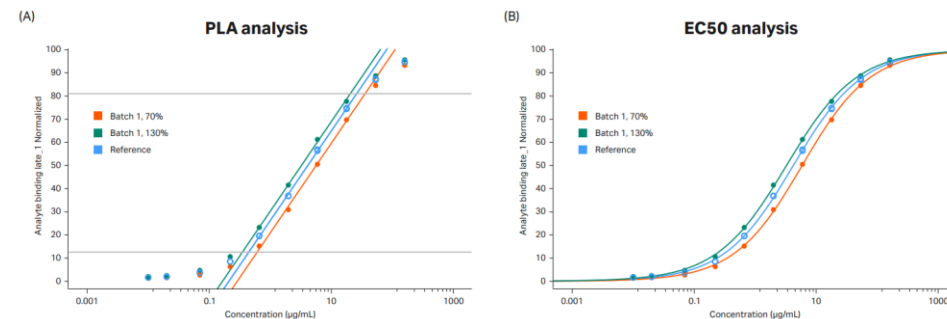 (A)
PLA analysis
Analyte binding late_1 Normalized
100
90
80
70
60
50
40
30
20
10
0
Batch 1, 70%
Batch 1, 130%
Reference
0.001
0.1
10
1000
Concentration (µg/mL)
(B)
EC50 analysis
Analyte binding late_1 Normalized
100
90
80
70
60
50
40
30
20
10
0
Batch 1, 70%
Batch 1, 130%
Reference
0.001
0.1
10
1000
Concentration (µg/mL)